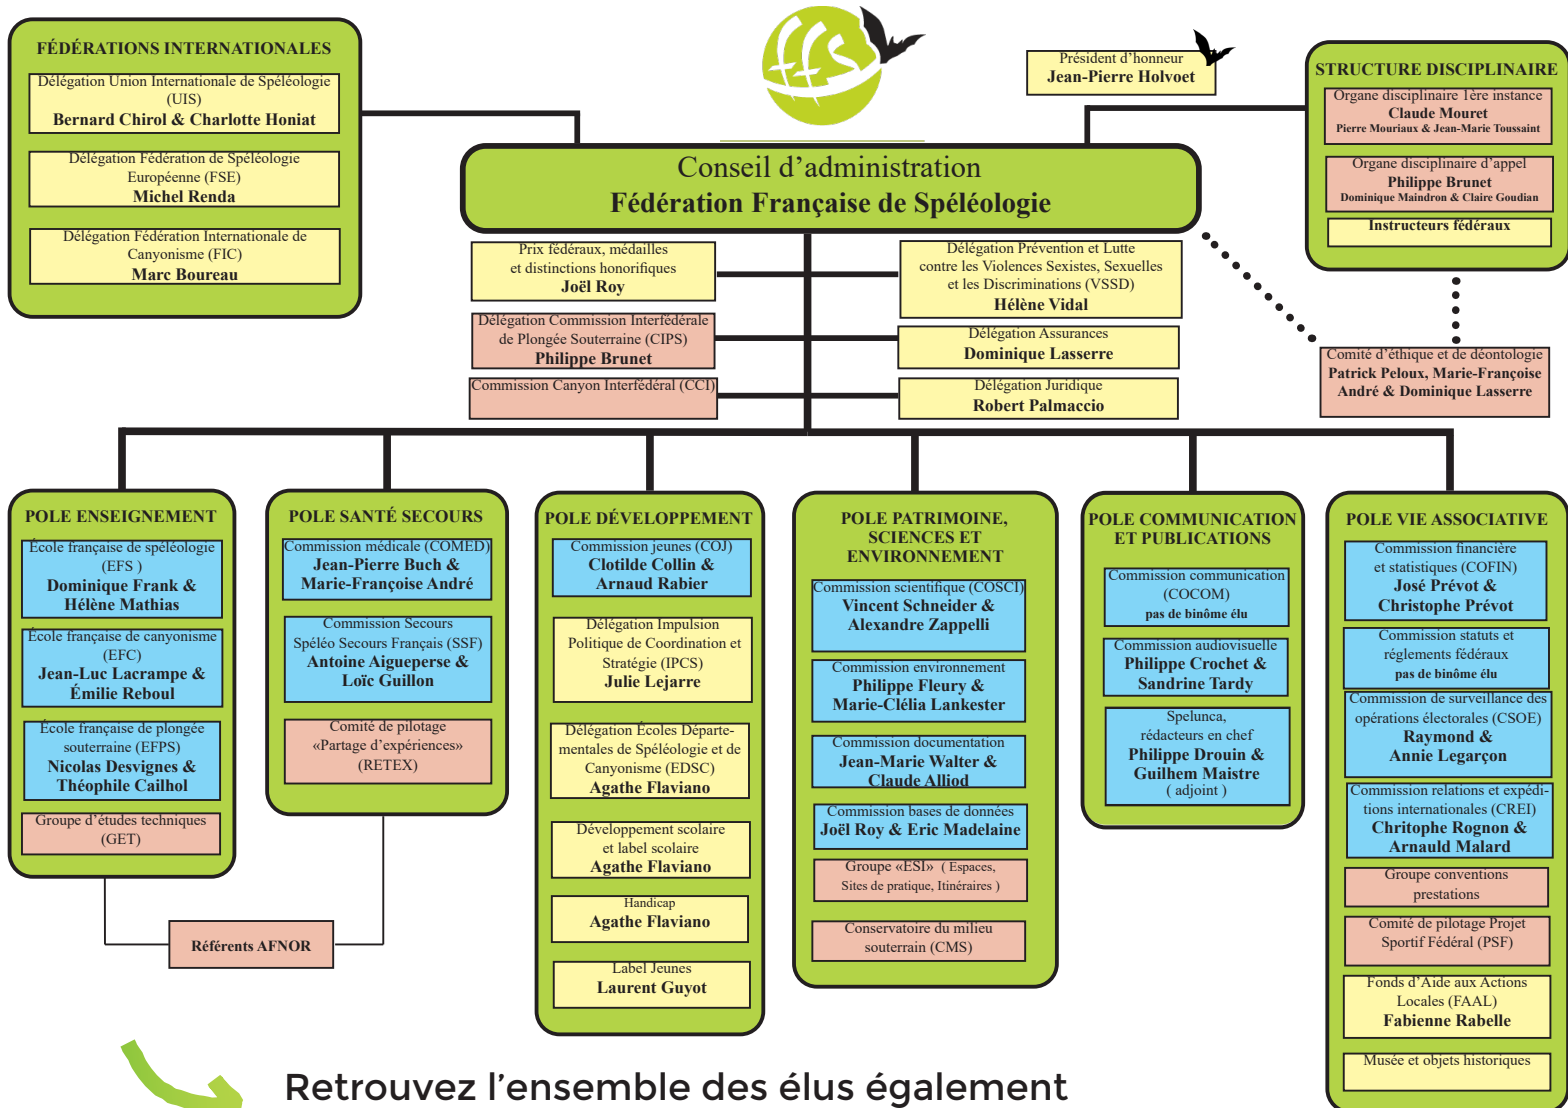 FÉDÉRATIONS INTERNATIONALES
Délégation Union Internationale de Spéléologie
(UIS)
Bernard Chirol & Charlotte Honiat
Délégation Fédération de Spéléologie
Européenne (FSE)
Michel Renda
Délégation Fédération Internationale de
Canyonisme (FIC)
Marc Boureau
ffs
Président d’honneur
Jean-Pierre Holvoet
STRUCTURE DISCIPLINAIRE
Organe disciplinaire 1ère instance
Claude Mouret
Pierre Mouriaux & Jean-Marie Toussaint
Organe disciplinaire d’appel
Philippe Brunet
Dominique Maindron & Claire Goudian
Instructeurs fédéraux
Conseil d’administration
Fédération Française de Spéléologie
Prix fédéraux, médailles
et distinctions honorifiques
Joël Roy
Délégation Commission Interfédérale
de Plongée Souterraine (CIPS)
Philippe Brunet
Commission Canyon Interfédéral (CCI)
Délégation Prévention et Lutte
contre les Violences Sexistes, Sexuelles
et les Discriminations (VSSD)
Hélène Vidal
Délégation Assurances
Dominique Lasserre
Délégation Juridique
Robert Palmaccio
Comité d’éthique et de déontologie
Patrick Peloux, Marie-Françoise
André & Dominique Lasserre
POLE ENSEIGNEMENT
École française de spéléologie
(EFS )
Dominique Frank &
Hélène Mathias
École française de canyonisme
(EFC)
Jean-Luc Lacrampe &
Émilie Reboul
École française de plongée
souterraine (EFPS)
Nicolas Desvignes &
Théophile Cailhol
Groupe d’études techniques
(GET)
POLE SANTÉ SECOURS
Commission médicale (COMED)
Jean-Pierre Buch &
Marie-Françoise André
Commission Secours
Spéléo Secours Français (SSF)
Antoine Aigueperse &
Loïc Guillon
Comité de pilotage
«Partage d’expériences»
(RETEX)
Référents AFNOR
POLE DÉVELOPPEMENT
Commission jeunes (COJ)
Clotilde Collin &
Arnaud Rabier
Délégation Impulsion
Politique de Coordination et
Stratégie (IPCS)
Julie Lejarre
Délégation Écoles Départe-
mentales de Spéléologie et de
Canyonisme (EDSC)
Agathe Flaviano
Développement scolaire
et label scolaire
Agathe Flaviano
Handicap
Agathe Flaviano
Label Jeunes
Laurent Guyot
POLE PATRIMOINE,
SCIENCES ET
ENVIRONNEMENT
Commission scientifique (COSCI)
Vincent Schneider &
Alexandre Zappelli
Commission environnement
Philippe Fleury &
Marie-Clélia Lankester
Commission documentation
Jean-Marie Walter &
Claude Alliod
Commission bases de données
Joël Roy & Eric Madelaine
Groupe «ESI» ( Espaces,
Sites de pratique, Itinéraires )
Conservatoire du milieu
souterrain (CMS)
POLE COMMUNICATION
ET PUBLICATIONS
Commission communication
(COCOM)
pas de binôme élu
Commission audiovisuelle
Philippe Crochet &
Sandrine Tardy
Spelunca,
rédacteurs en chef
Philippe Drouin &
Guilhem Maistre
( adjoint )
POLE VIE ASSOCIATIVE
Commission financière
et statistiques (COFIN)
José Prévot &
Christophe Prévot
Commission statuts et
réglements fédéraux
pas de binôme élu
Commission de surveillance des
opérations électorales (CSOE)
Raymond &
Annie Legarçon
Commission relations et expédi-
tions internationales (CREI)
Chritophe Rognon &
Arnauld Malard
Groupe conventions
prestations
Comité de pilotage Projet
Sportif Fédéral (PSF)
Fonds d’Aide aux Actions
Locales (FAAL)
Fabienne Rabelle
Musée et objets historiques
Retrouvez l’ensemble des élus également